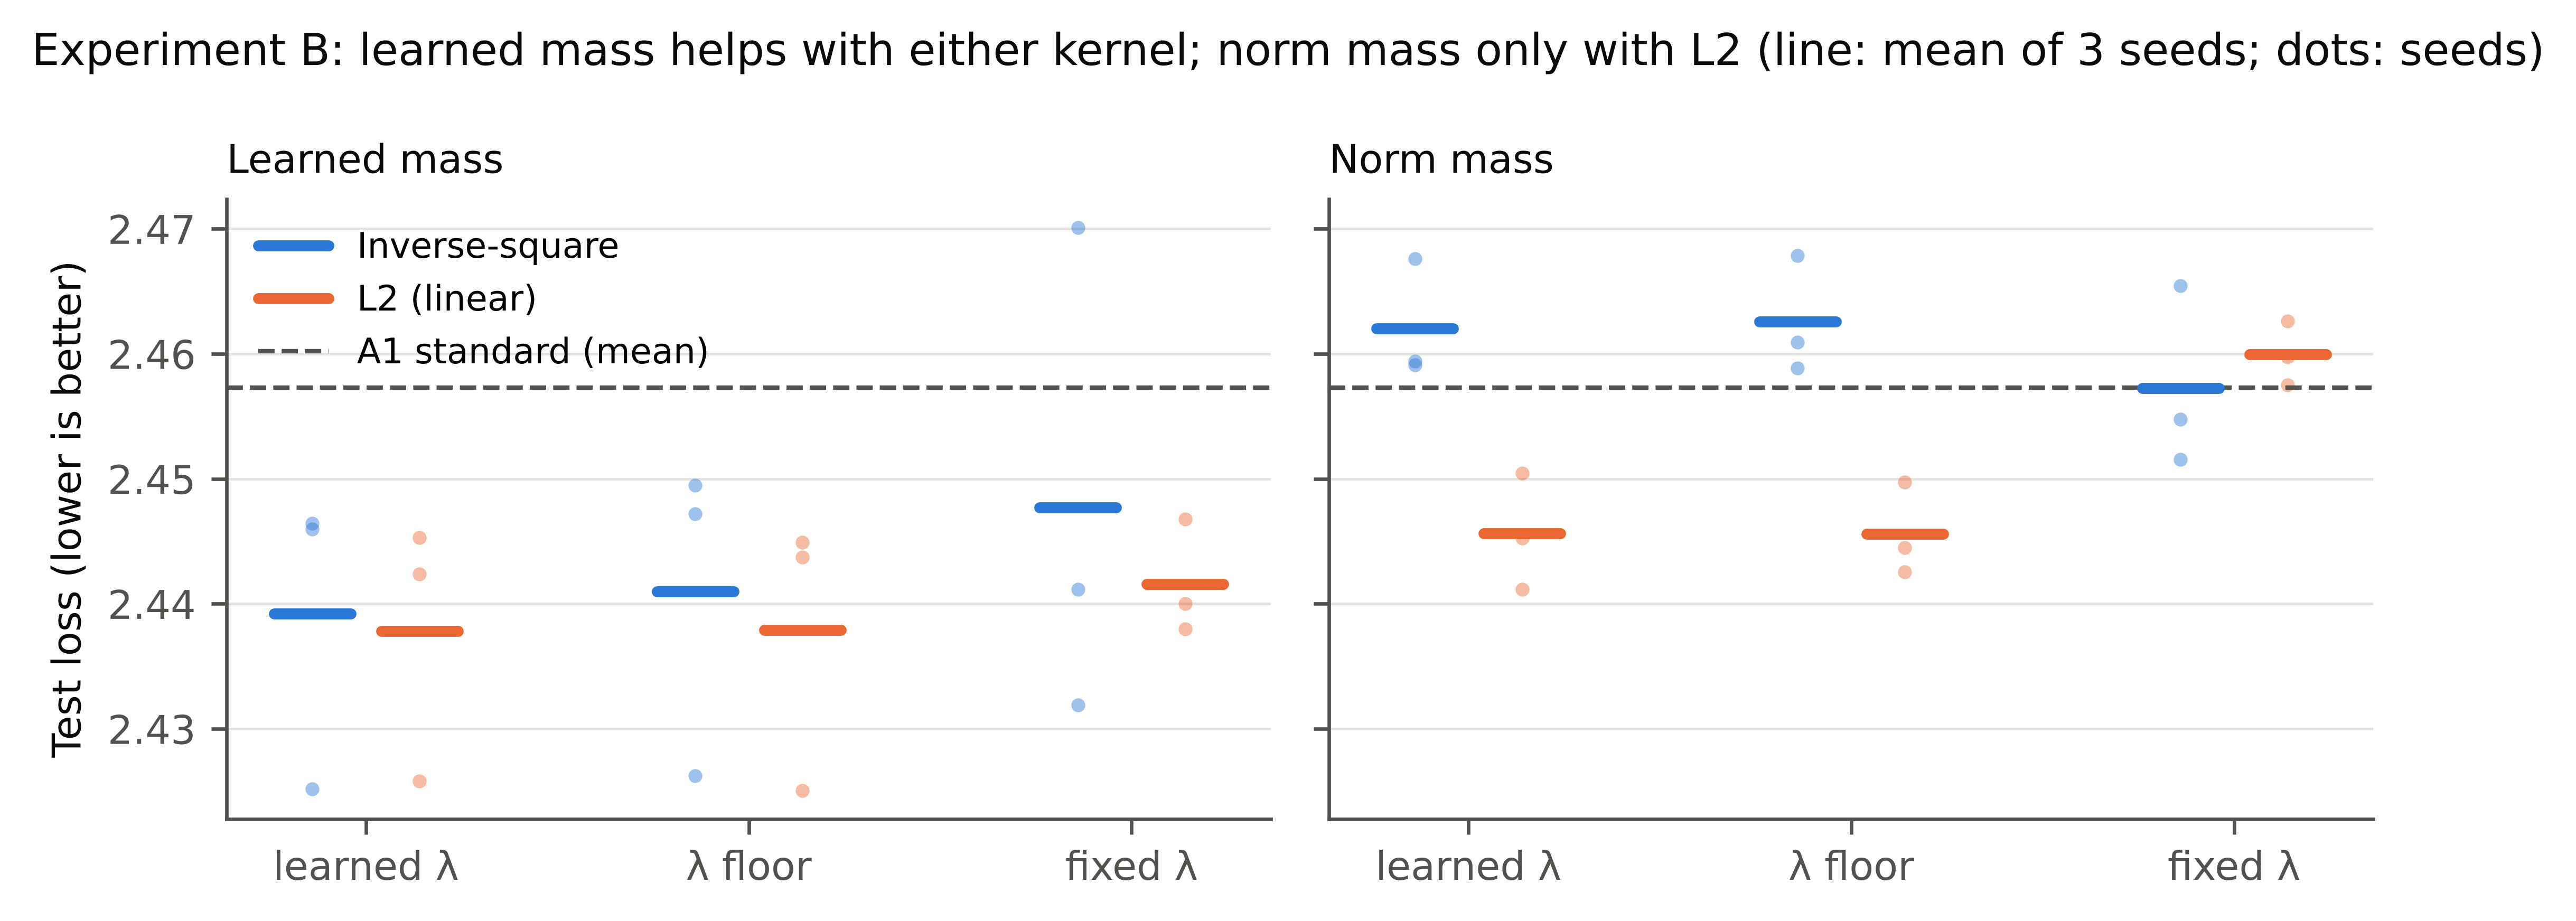 Experiment B: learned mass helps with either kernel; norm mass only with L2 (line: mean of 3 seeds; dots: seeds)
Learned mass
Norm mass
Inverse-square
L2 (linear)
A1 standard (mean)
Test loss (lower is better)
2.47
2.46
2.45
2.44
2.43
learned λ
λ floor
fixed λ
learned λ
λ floor
fixed λ